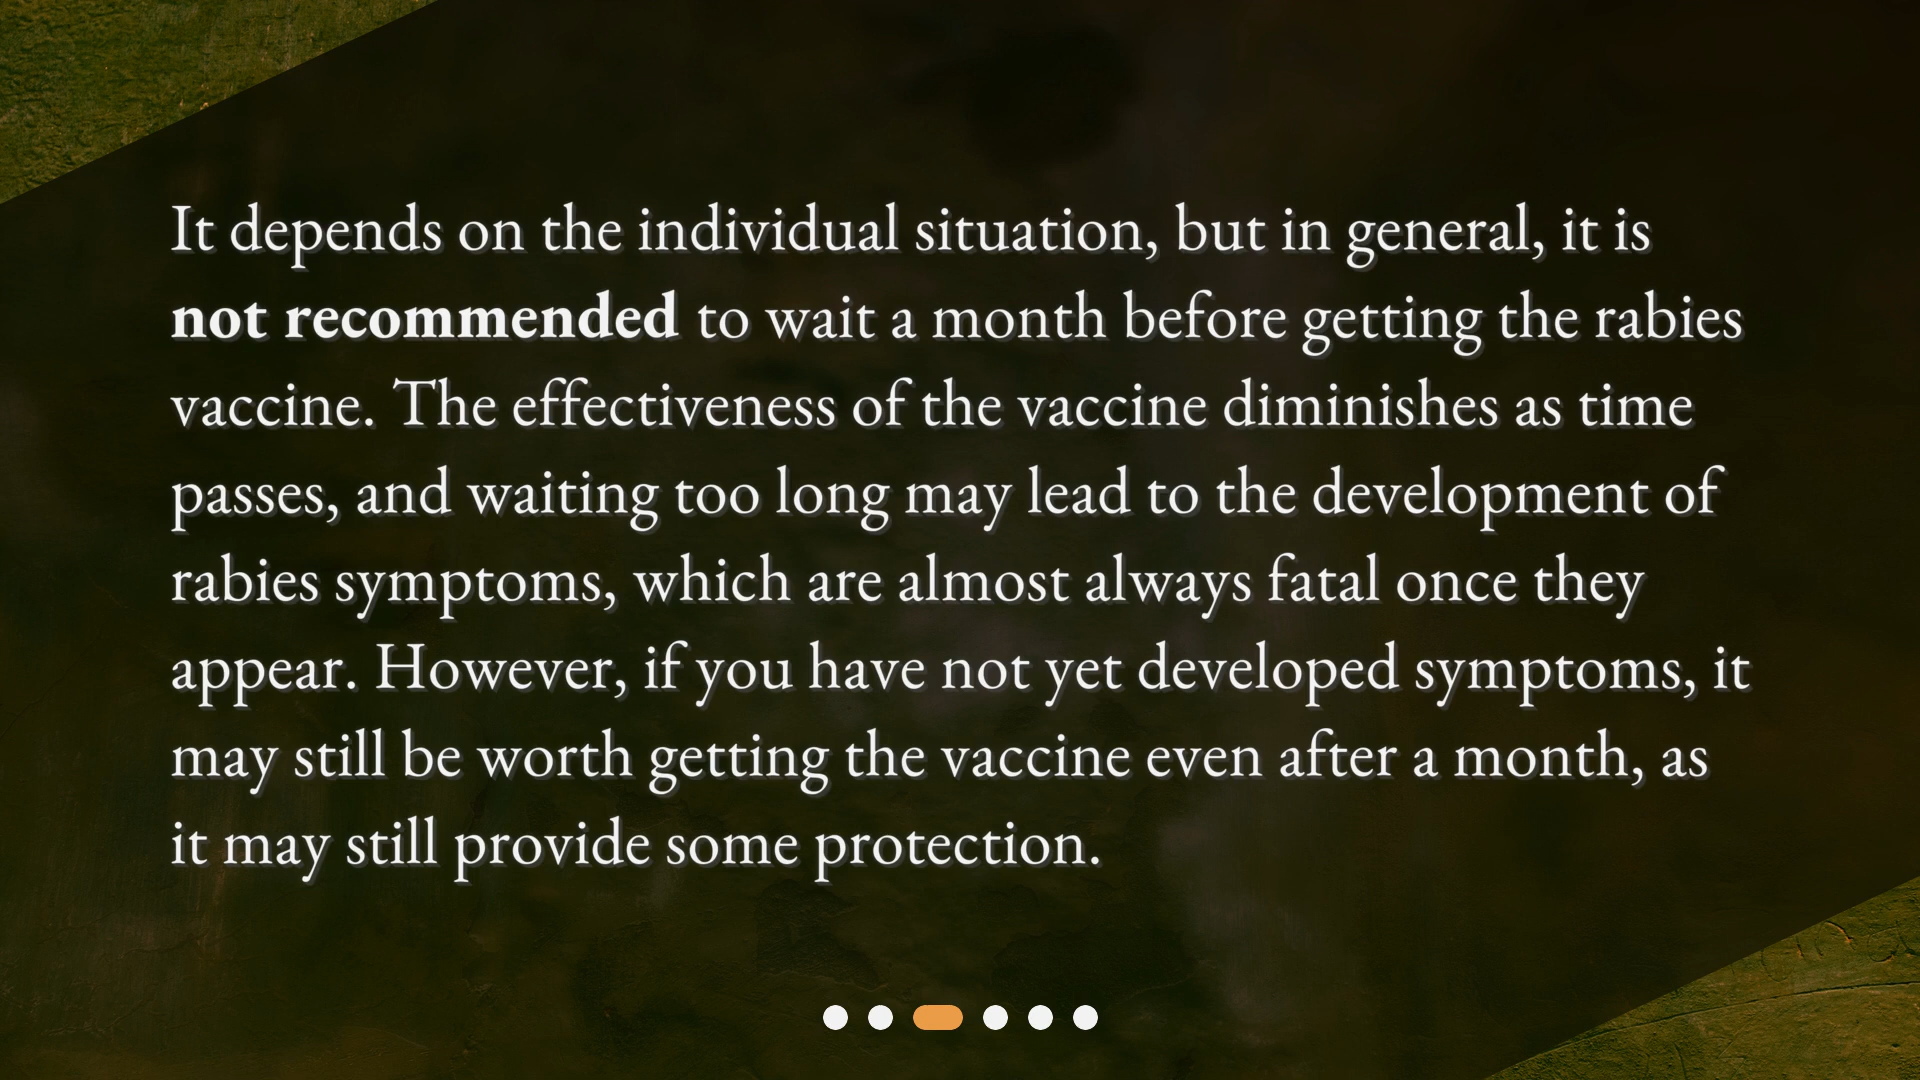 It depends on the individual situation, but in general, it is
not recommended to wait a month before getting the rabies
vaccine. The effectiveness of the vaccine diminishes as time
passes, and waiting too long may lead to the development of
rabies symptoms, which are almost always fatal once they
appear. However, if you have not yet developed symptoms, it
may still be worth getting the vaccine even after a month, as
it may still provide some protection.